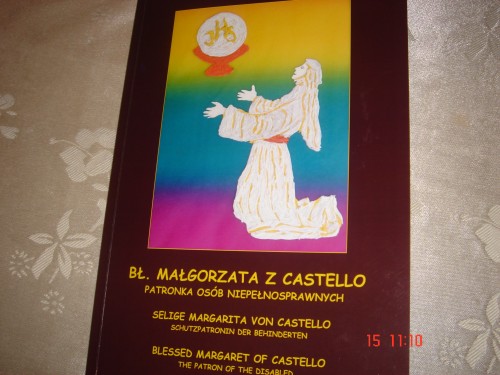 JHS
BŁ. MAŁGORZATA Z CASTELLO
PATRONKA OSÓB NIEPEŁNOSPRAWNYCH
SELIGE MARGARITA VON CASTELLO
SCHUTZPATRONIN DER BEHINDERTEN
BLESSED MARGARET OF CASTELLO
THE PATRON OF THE DISABLED
15 11:10